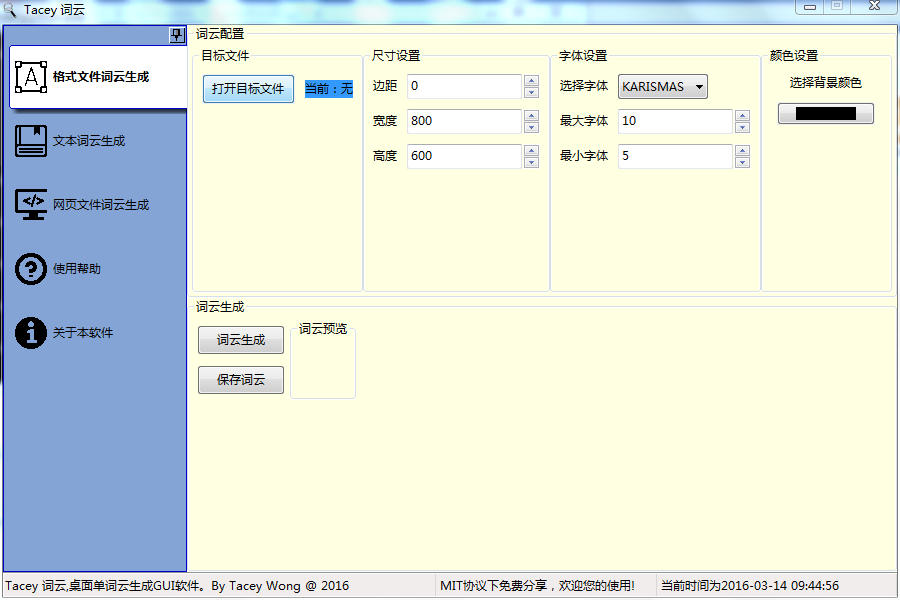 Tacey 词云
格式文件词云生成
文本词云生成
网页文件词云生成
使用帮助
关于本软件
词云配置
目标文件
打开目标文件 当前：无
尺寸设置
边距 0
宽度 800
高度 600
字体设置
选择字体 KARISMAS
最大字体 10
最小字体 5
颜色设置
选择背景颜色
词云生成
词云生成
保存词云
词云预览
Tacey 词云,桌面单词云生成GUI软件。By Tacey Wong @ 2016
MIT协议下免费分享，欢迎您的使用!
当前时间为2016-03-14 09:44:56